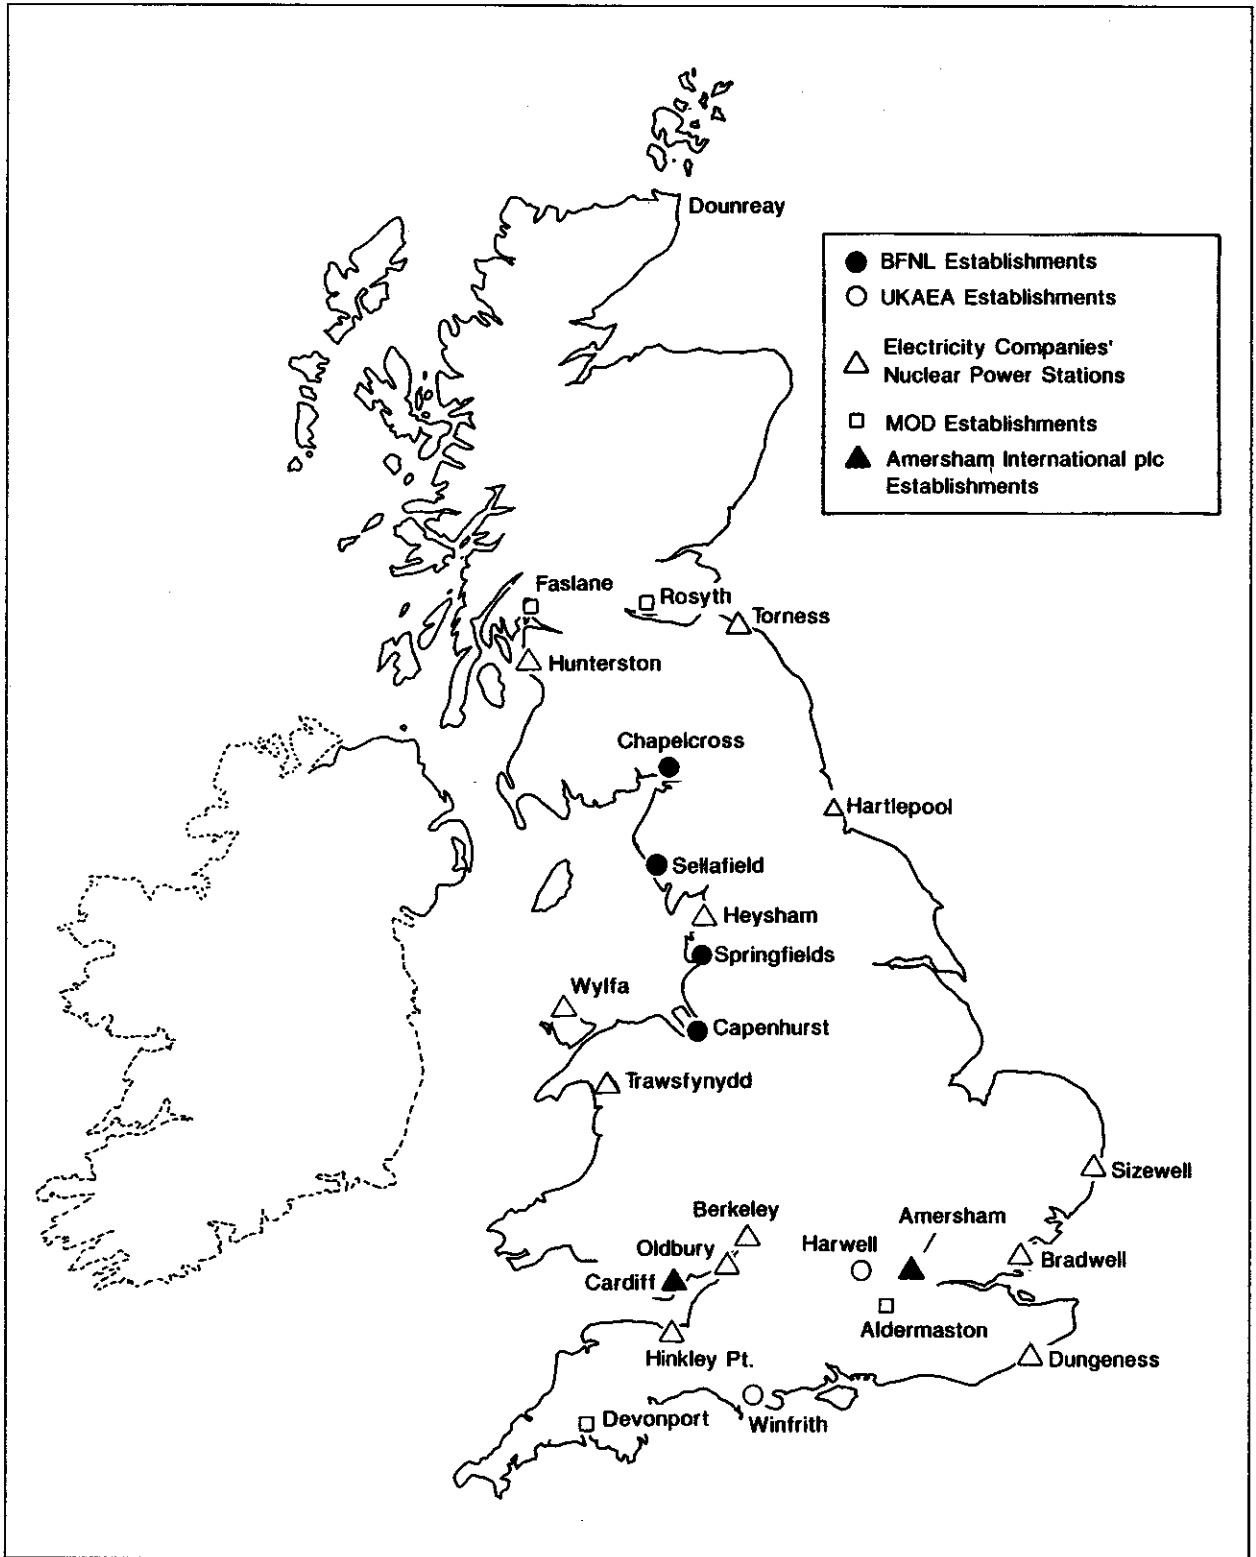 Dounreay
BFNL Establishments
UKAEA Establishments
Electricity Companies'
Nuclear Power Stations
MOD Establishments
Amersham International plc
Establishments
Faslane
Rosyth
Torness
Hunterston
Chapelcross
Hartlepool
Sellafield
Heysham
Springfields
Wylfa
Capenhurst
Trawsfynydd
Sizewell
Berkeley
Amersham
Oldbury
Harwell
Bradwell
Cardiff
Aldermaston
Hinkley Pt.
Dungeness
Devonport
Winfrith